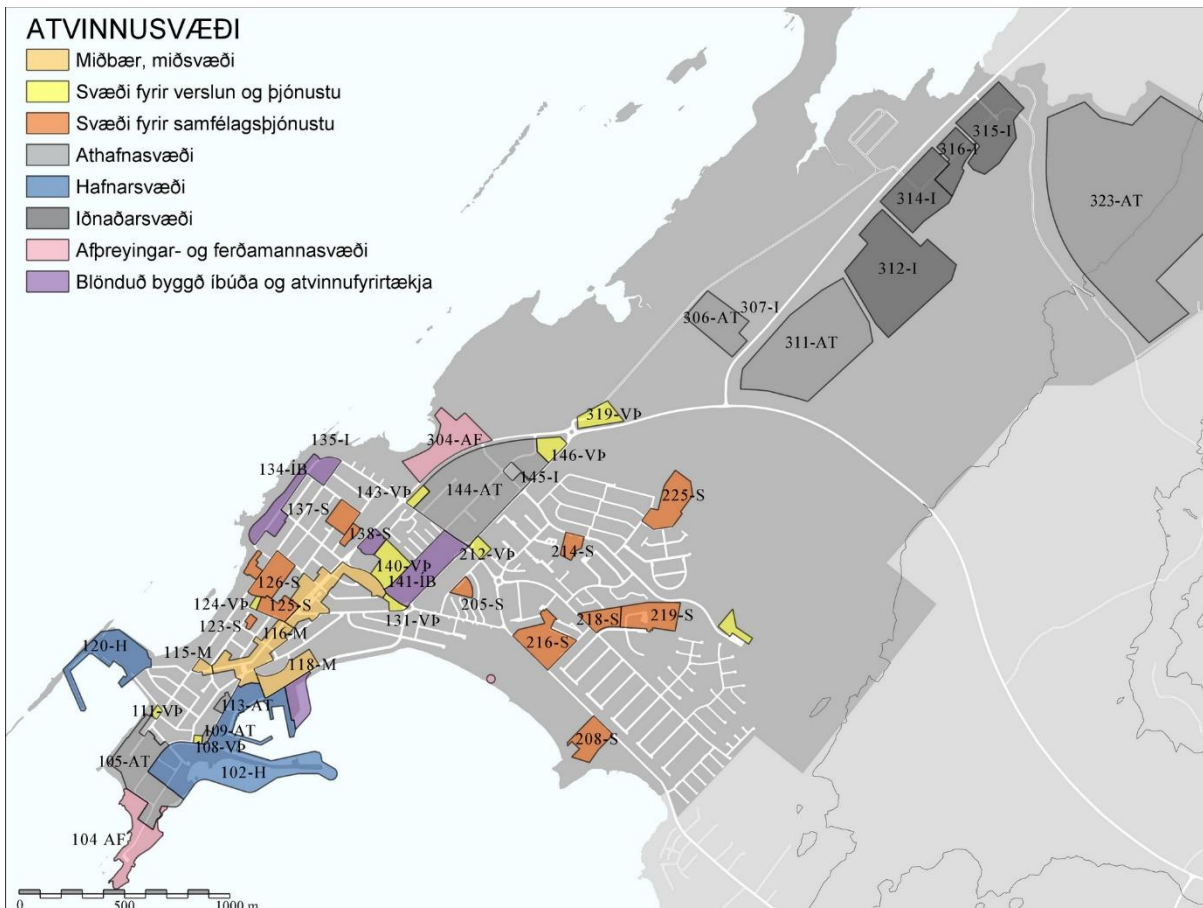 ATVINNUSVÆÐI
Miðbær, miðsvæði
Svæði fyrir verslun og þjónustu
Svæði fyrir samfélagsþjónustu
Athafnasvæði
Hafnarsvæði
Iðnaðarsvæði
Afþreyingar- og ferðamannasvæði
Blönduð byggð íbúða og atvinnufyrirtækja
315-I
316-I
314-I
323-AT
312-I
307-I
306-AT
311-AT
319-VÞ
304-AF
135-I
146-VÞ
134-ÍB
145-I
143-VÞ
144-AT
225-S
137-S
138-S
212-VÞ
214-S
140-VÞ
126-S
141-ÍB
124-VÞ
125-S
205-S
131-VÞ
123-S
218-S
219-S
116-M
216-S
120-H
115-M
118-M
113-AT
111-VÞ
109-AT
208-S
108-VÞ
105-AT
102-H
104 AF
0 500 1000 m